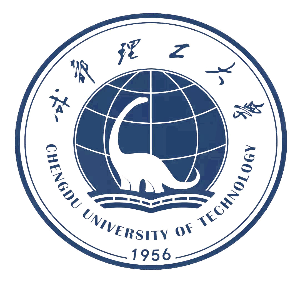 成都理工大学
CHENGDU UNIVERSITY OF TECHNOLOGY
1956